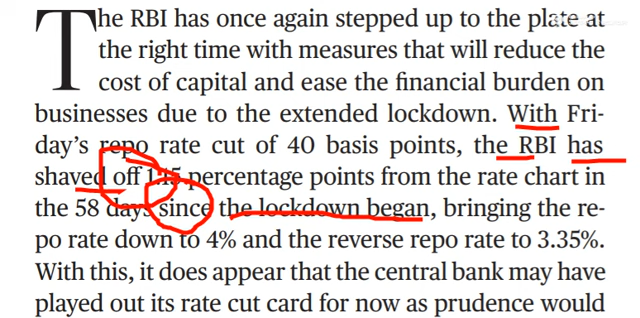 The RBI has once again stepped up to the plate at
the right time with measures that will reduce the
cost of capital and ease the financial burden on
businesses due to the extended lockdown. With Fri-
day’s repo rate cut of 40 basis points, the RBI has
shaved off 1.15 percentage points from the rate chart in
the 58 days since the lockdown began, bringing the re-
po rate down to 4% and the reverse repo rate to 3.35%.
With this, it does appear that the central bank may have
played out its rate cut card for now as prudence would